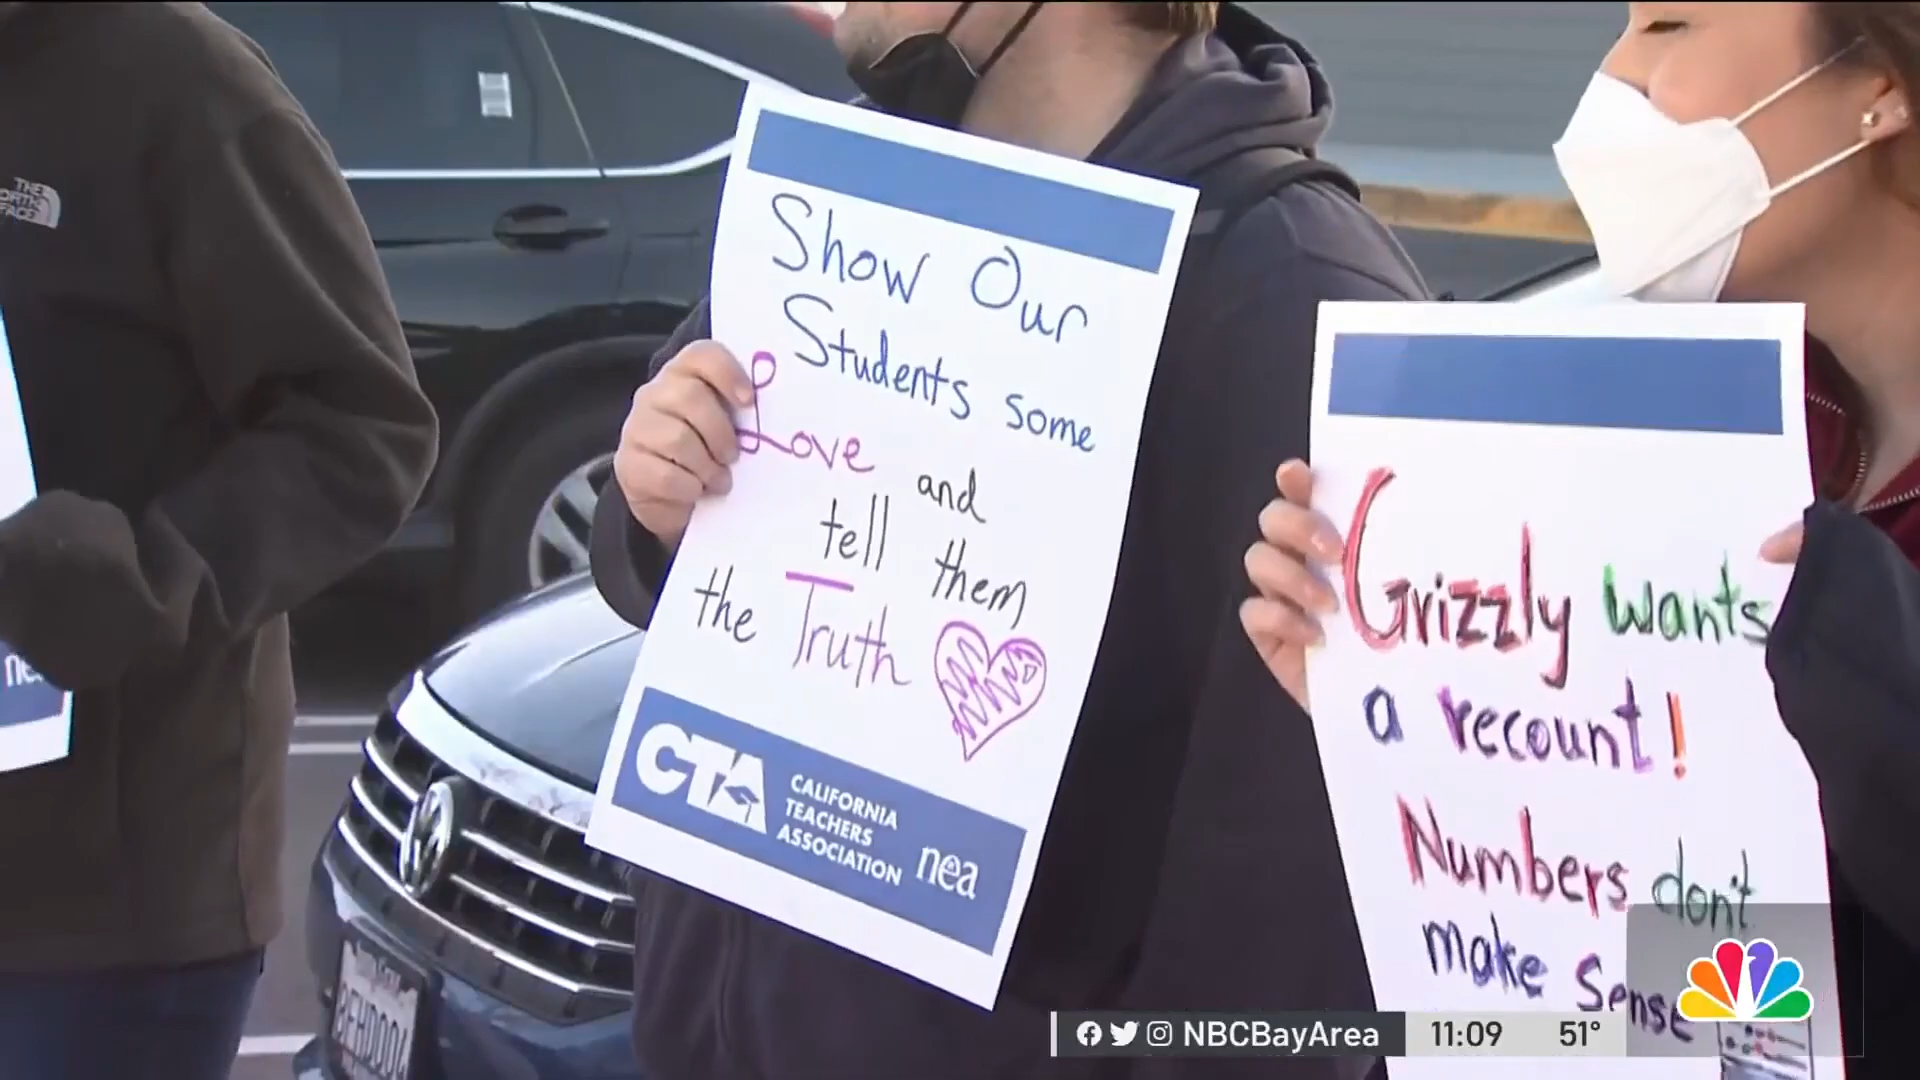 THE
NORTH
FACE
Show Our
Students some
Love and
tell them
the Truth
CTA
CALIFORNIA
TEACHERS
ASSOCIATION
nea
Grizzly wants
a recount!
Numbers don't
make Sense
nea
NBCBayArea
11:09
51°